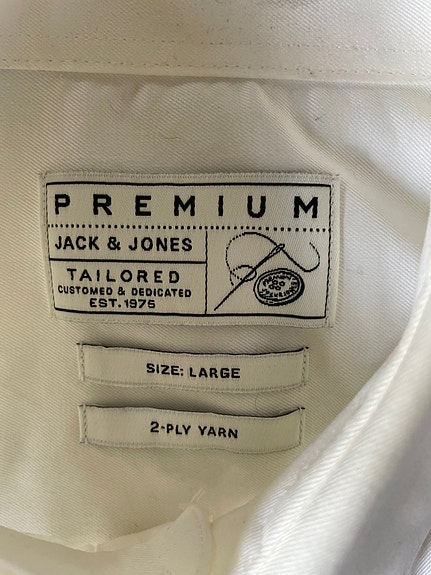 PREMIUM
JACK & JONES
TAILORED
CUSTOMED & DEDICATED
EST. 1975
SIZE: LARGE
2-PLY YARN